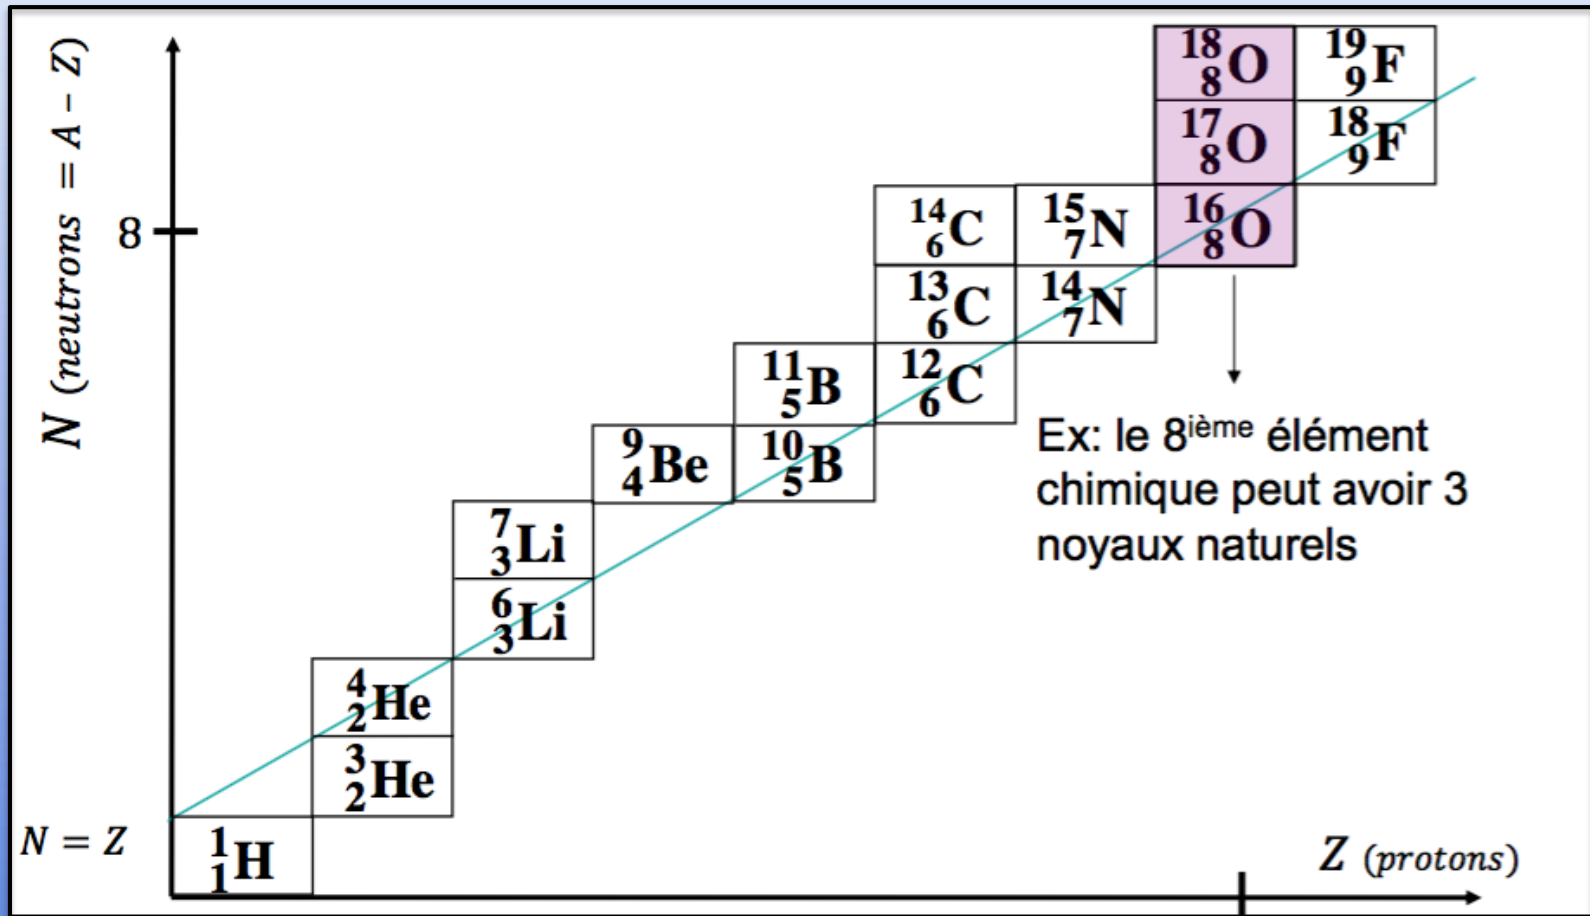 N (neutrons = A − Z)
18 8 O
19 9 F
17 8 O
18 9 F
8
14 6 C
15 7 N
16 8 O
13 6 C
14 7 N
11 5 B
12 6 C
9 4 Be
10 5 B
Ex: le 8ième élément
chimique peut avoir 3
noyaux naturels
7 3 Li
6 3 Li
4 2 He
3 2 He
N = Z
1 1 H
Z (protons)